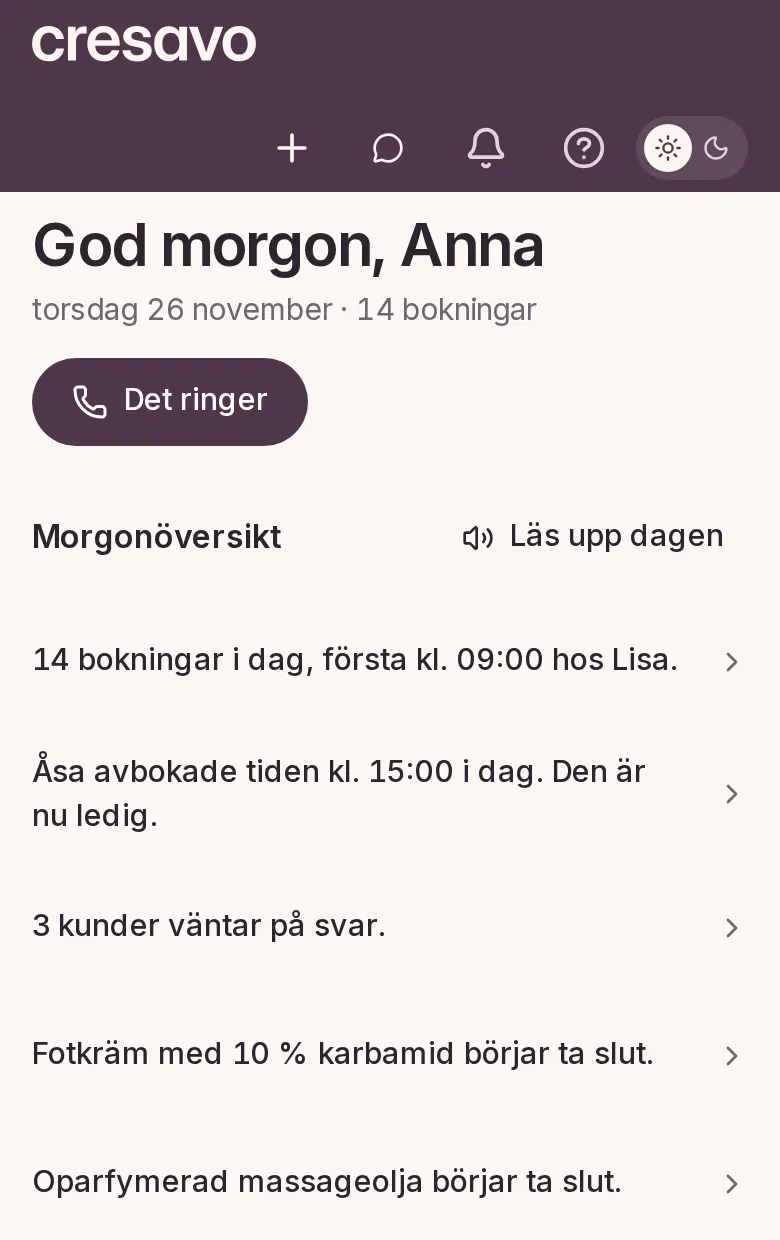 cresavo
God morgon, Anna
torsdag 26 november · 14 bokningar
Det ringer
Morgonöversikt
Läs upp dagen
14 bokningar i dag, första kl. 09:00 hos Lisa.
Åsa avbokade tiden kl. 15:00 i dag. Den är
nu ledig.
3 kunder väntar på svar.
Fotkräm med 10 % karbamid börjar ta slut.
Oparfymerad massageolja börjar ta slut.